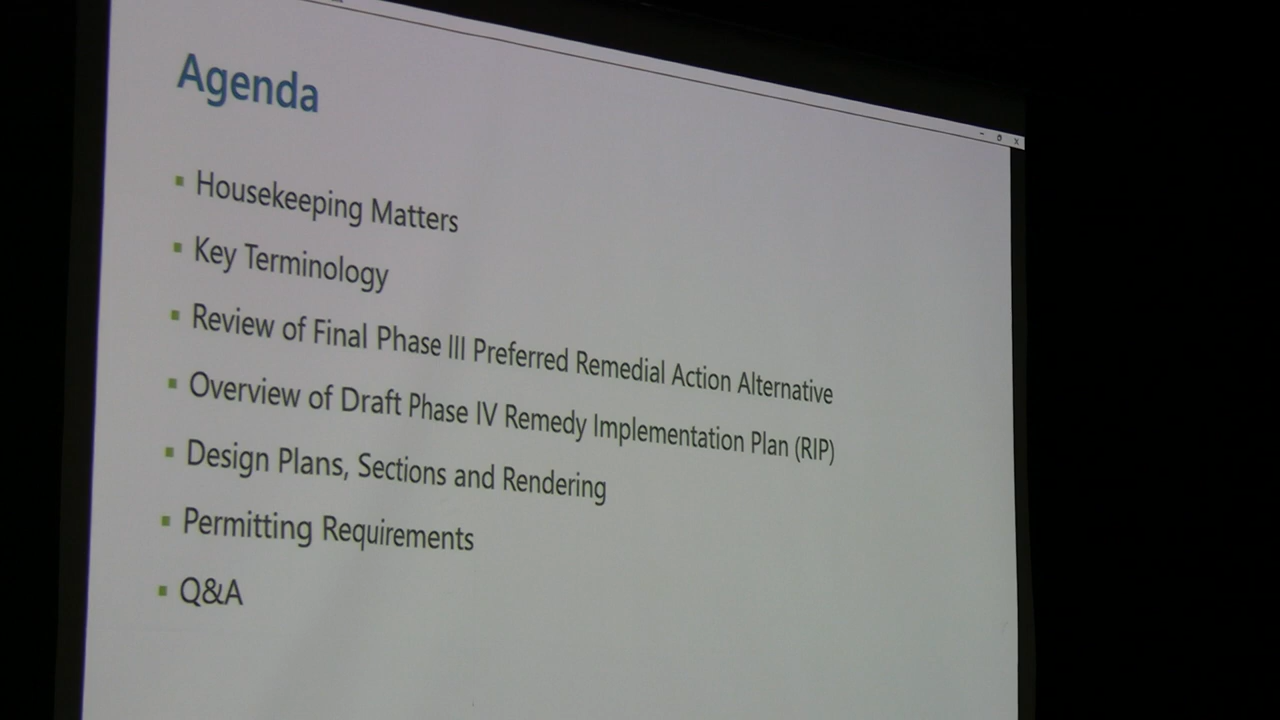 Agenda
Housekeeping Matters
Key Terminology
Review of Final Phase III Preferred Remedial Action Alternative
Overview of Draft Phase IV Remedy Implementation Plan (RIP)
Design Plans, Sections and Rendering
Permitting Requirements
Q&A